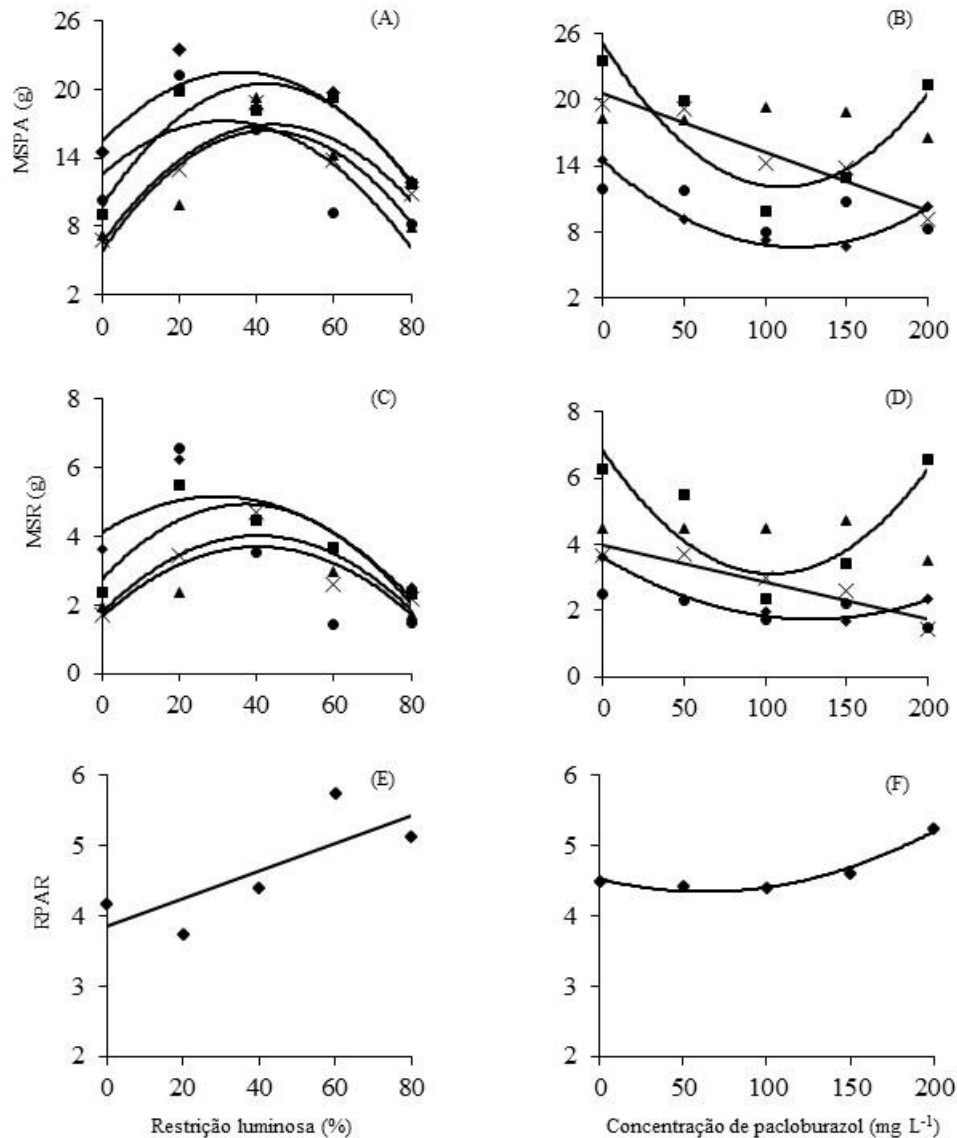 (A)
MSPA (g)
26
20
14
8
2
0 20 40 60 80
(B)
26
20
14
8
2
0 50 100 150 200
(C)
MSR (g)
8
6
4
2
0
0 20 40 60 80
(D)
8
6
4
2
0
0 50 100 150 200
(E)
RPAR
6
5
4
3
2
0 20 40 60 80
Restrição luminosa (%)
(F)
6
5
4
3
2
0 50 100 150 200
Concentração de pacloburazol (mg L⁻¹)